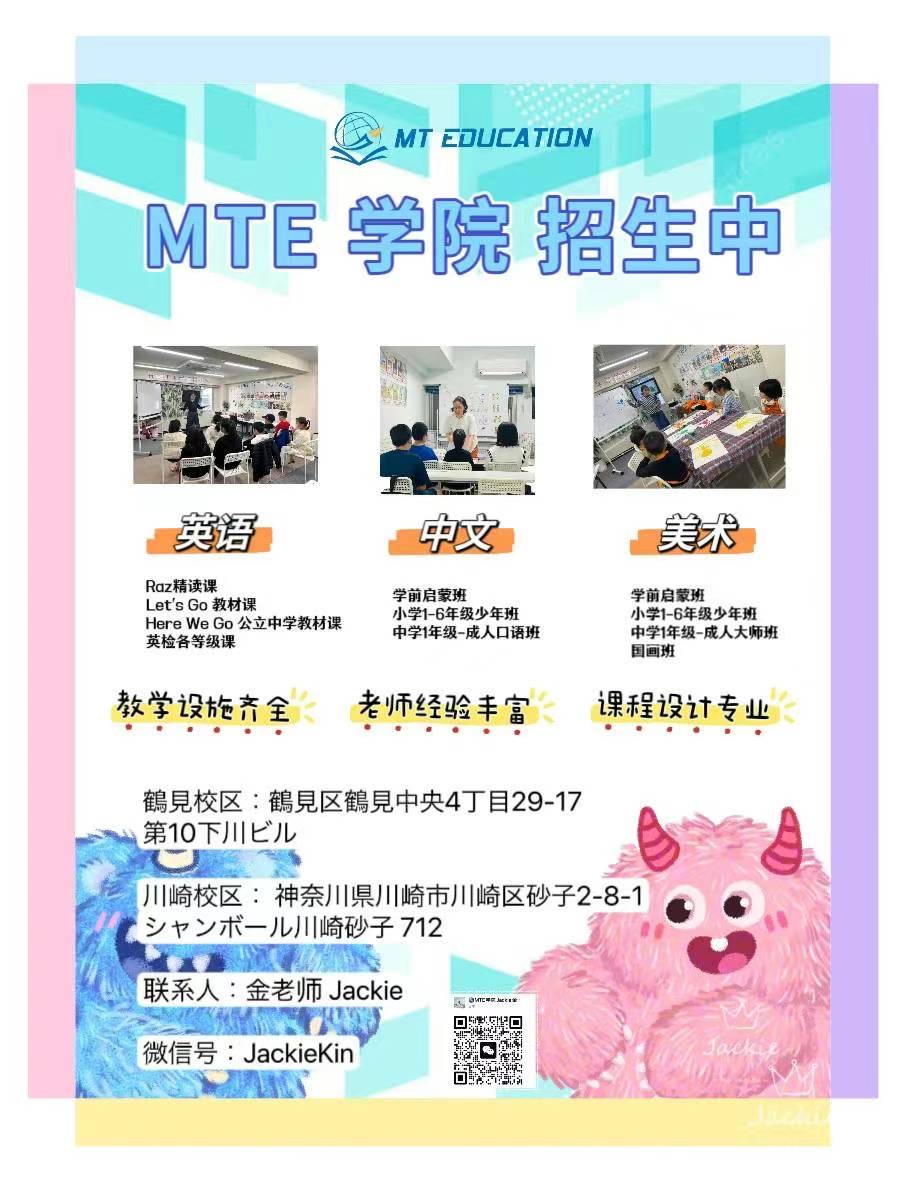 MT EDUCATION
MTE 学院 招生中
英语
Raz精读课
Let's Go 教材课
Here We Go 公立中学教材课
英检各等级课
中文
学前启蒙班
小学1-6年级少年班
中学1年级-成人口语班
美术
学前启蒙班
小学1-6年级少年班
中学1年级-成人大师班
国画班
教学设施齐全
老师经验丰富
课程设计专业
鶴見校区：鶴見区鶴見中央4丁目29-17
第10下川ビル
川崎校区： 神奈川県川崎市川崎区砂子2-8-1
シャンボール川崎砂子 712
联系人：金老师 Jackie
微信号：JackieKin
MTE学院 Jackie
Jackie
Jackie